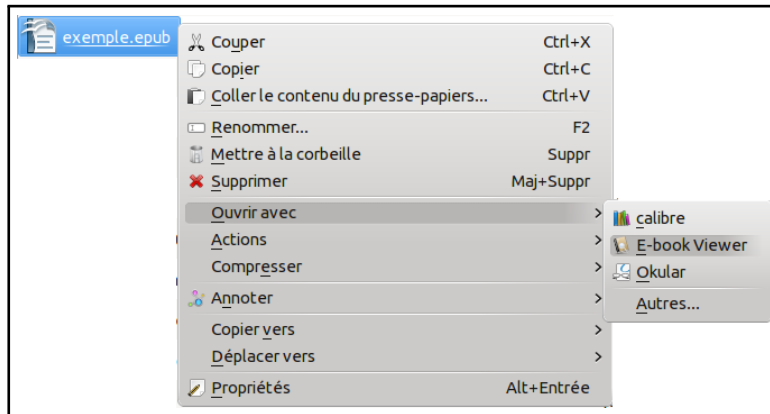 exemple.epub
Couper Ctrl+X
Copier Ctrl+C
Coller le contenu du presse-papiers... Ctrl+V
Renommer... F2
Mettre à la corbeille Suppr
Supprimer Maj+Suppr
Ouvrir avec
calibre
Actions
E-book Viewer
Compresser
Okular
Annoter
Autres...
Copier vers
Déplacer vers
Propriétés Alt+Entrée